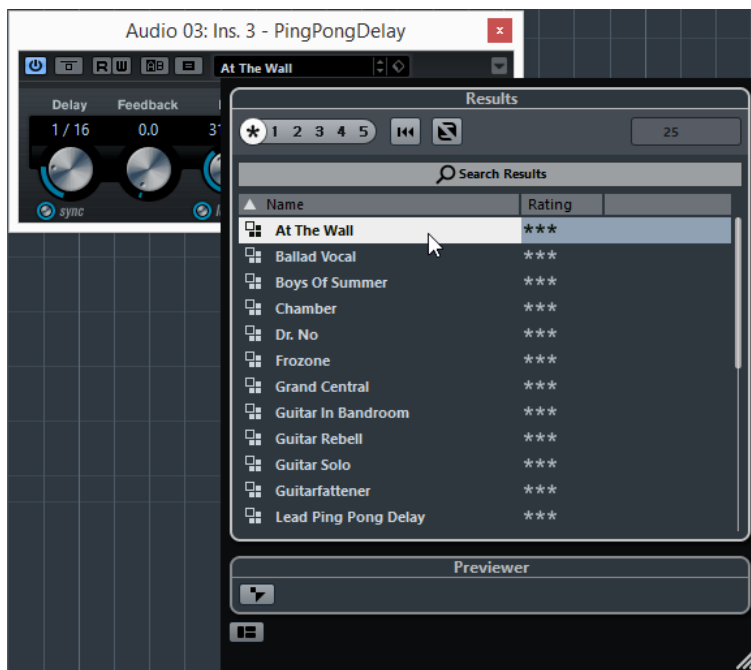 Audio 03: Ins. 3 - PingPongDelay x
R W AB At The Wall
Results
Delay Feedback
* 1 2 3 4 5 25
1 / 16 0.0
Search Results
Name Rating
sync
At The Wall ***
Ballad Vocal ***
Boys Of Summer ***
Chamber ***
Dr. No ***
Frozone ***
Grand Central ***
Guitar In Bandroom ***
Guitar Rebell ***
Guitar Solo ***
Guitarfattener ***
Lead Ping Pong Delay ***
Previewer